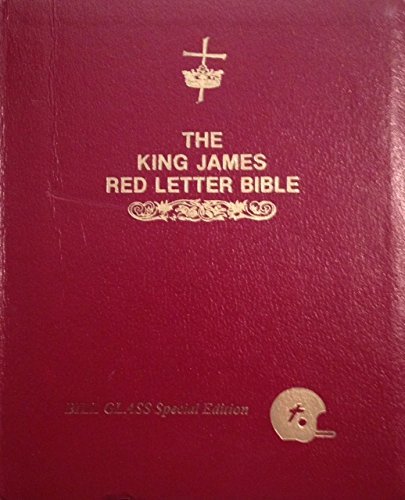 THE
KING JAMES
RED LETTER BIBLE
BILL GLASS Special Edition